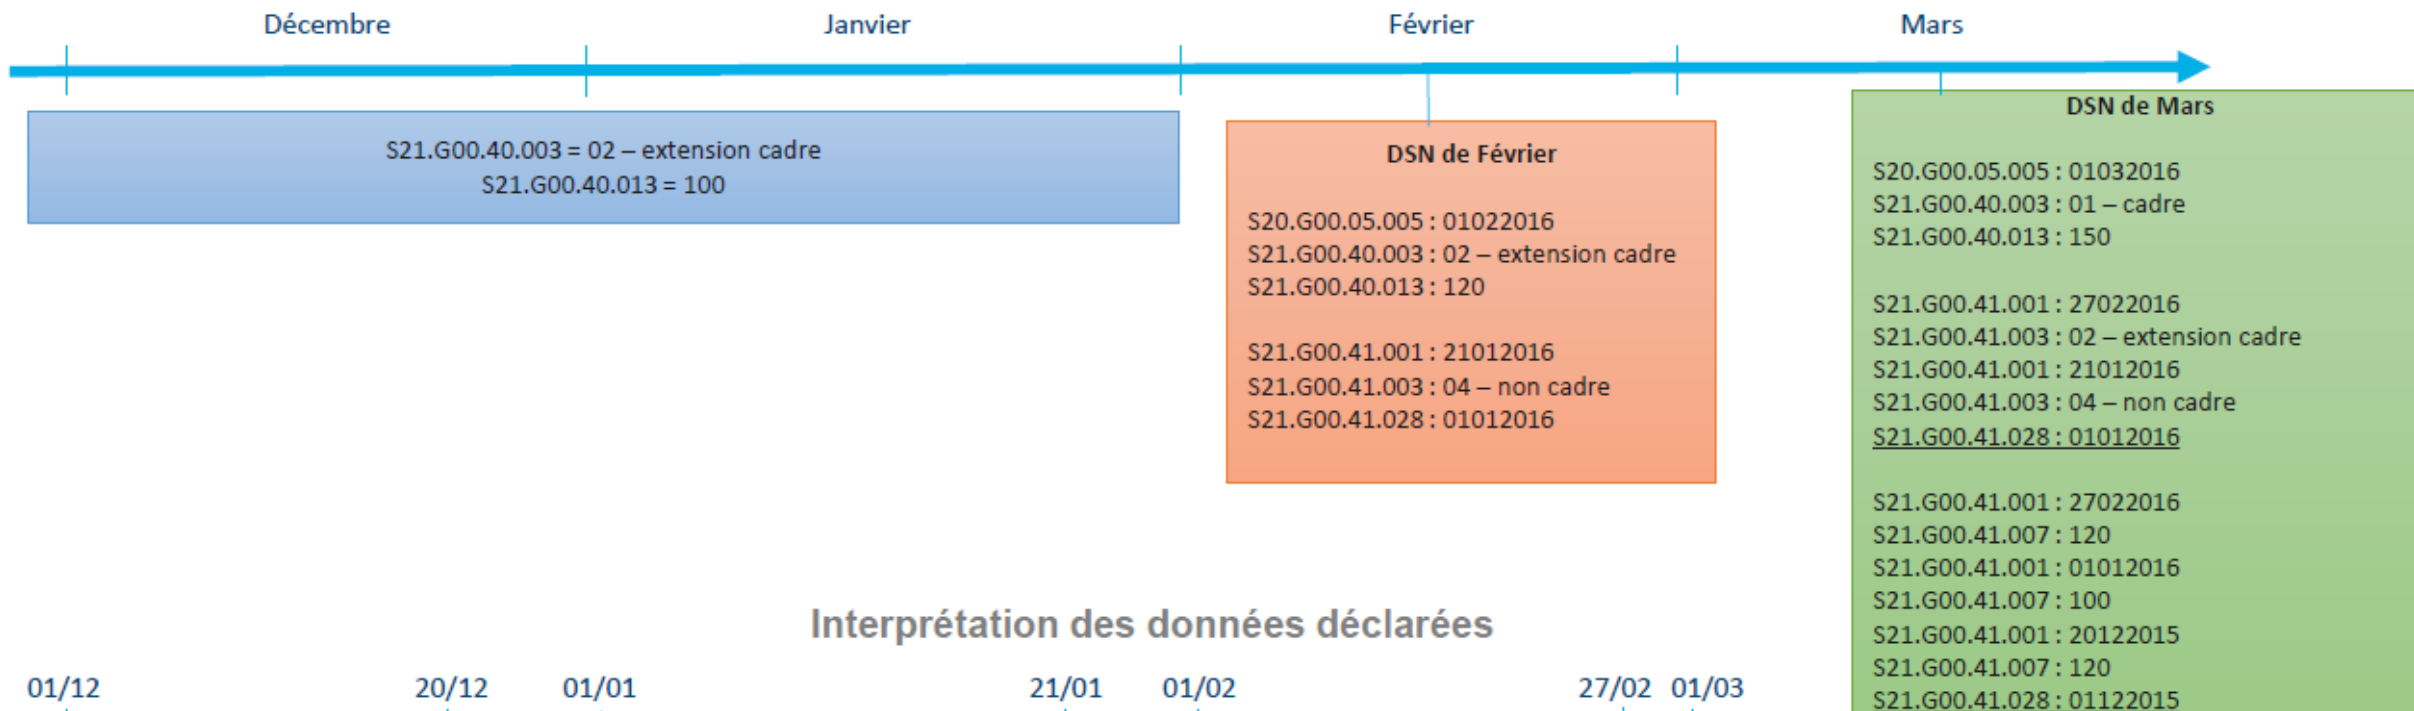 Décembre
Janvier
Février
Mars
S21.G00.40.003 = 02 – extension cadre
S21.G00.40.013 = 100
DSN de Février
S20.G00.05.005 : 01022016
S21.G00.40.003 : 02 – extension cadre
S21.G00.40.013 : 120
S21.G00.41.001 : 21012016
S21.G00.41.003 : 04 – non cadre
S21.G00.41.028 : 01012016
DSN de Mars
S20.G00.05.005 : 01032016
S21.G00.40.003 : 01 – cadre
S21.G00.40.013 : 150
S21.G00.41.001 : 27022016
S21.G00.41.003 : 02 – extension cadre
S21.G00.41.001 : 21012016
S21.G00.41.003 : 04 – non cadre
S21.G00.41.028 : 01012016
S21.G00.41.001 : 27022016
S21.G00.41.007 : 120
S21.G00.41.001 : 01012016
S21.G00.41.007 : 100
S21.G00.41.001 : 20122015
S21.G00.41.007 : 120
S21.G00.41.028 : 01122015
Interprétation des données déclarées
01/12
20/12
01/01
21/01
01/02
27/02
01/03